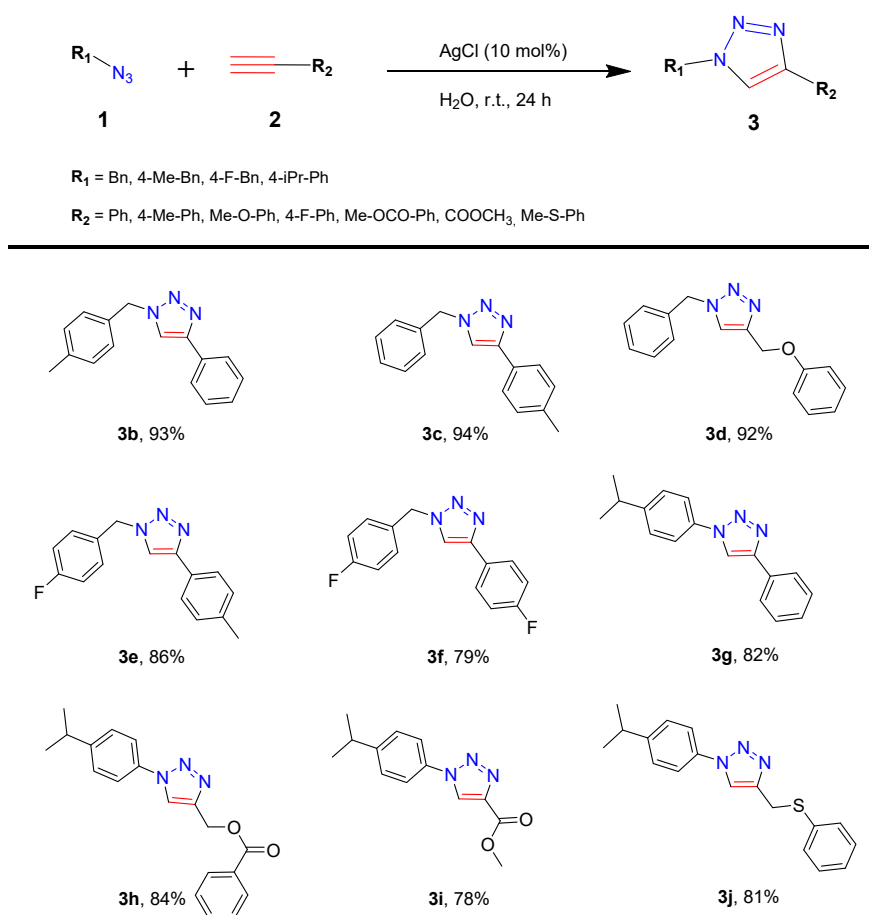 R1 N3 + R2 AgCl (10 mol%) R1 N N N R2
H2O, r.t., 24 h
1 2 3
R1 = Bn, 4-Me-Bn, 4-F-Bn, 4-iPr-Ph
R2 = Ph, 4-Me-Ph, Me-O-Ph, 4-F-Ph, Me-OCO-Ph, COOCH3, Me-S-Ph
N N N
N N N
N N N O
3b, 93%
3c, 94%
3d, 92%
F N N N
F N N N F
N N N
3e, 86%
3f, 79%
3g, 82%
N N N O O
N N N O O
N N N S
3h, 84%
3i, 78%
3j, 81%